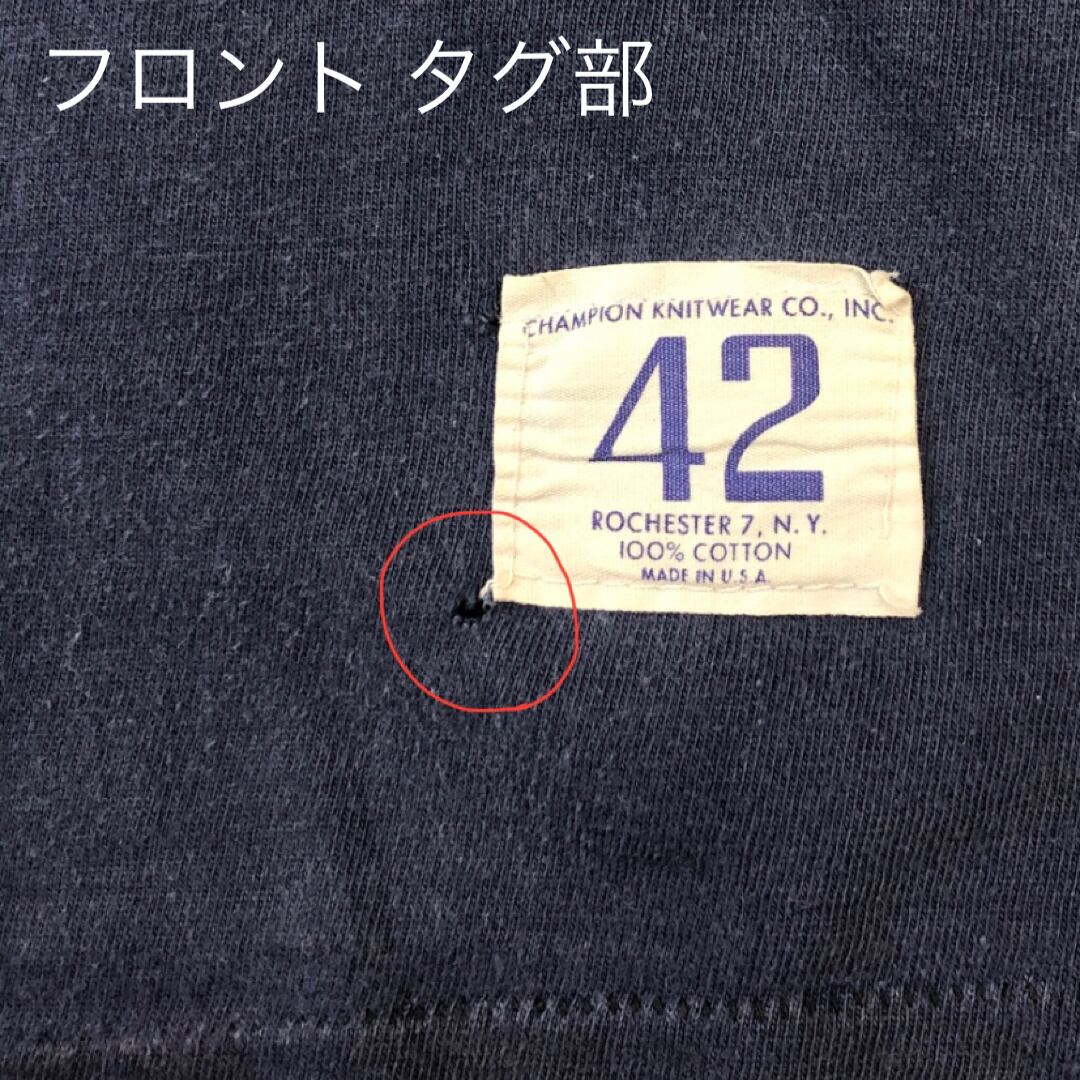 フロント タグ部
CHAMPION KNITWEAR CO., INC.
42
ROCHESTER 7, N. Y.
100% COTTON
MADE IN U.S.A.